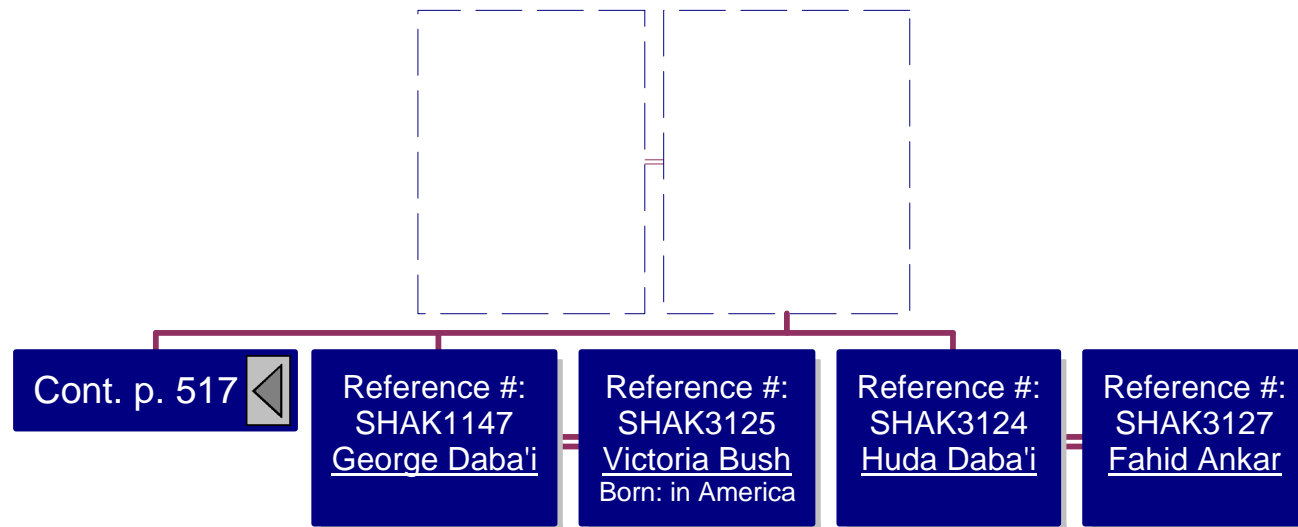 Cont. p. 517
Reference #:
SHAK1147
George Daba'i
Reference #:
SHAK3125
Victoria Bush
Born: in America
Reference #:
SHAK3124
Huda Daba'i
Reference #:
SHAK3127
Fahid Ankar